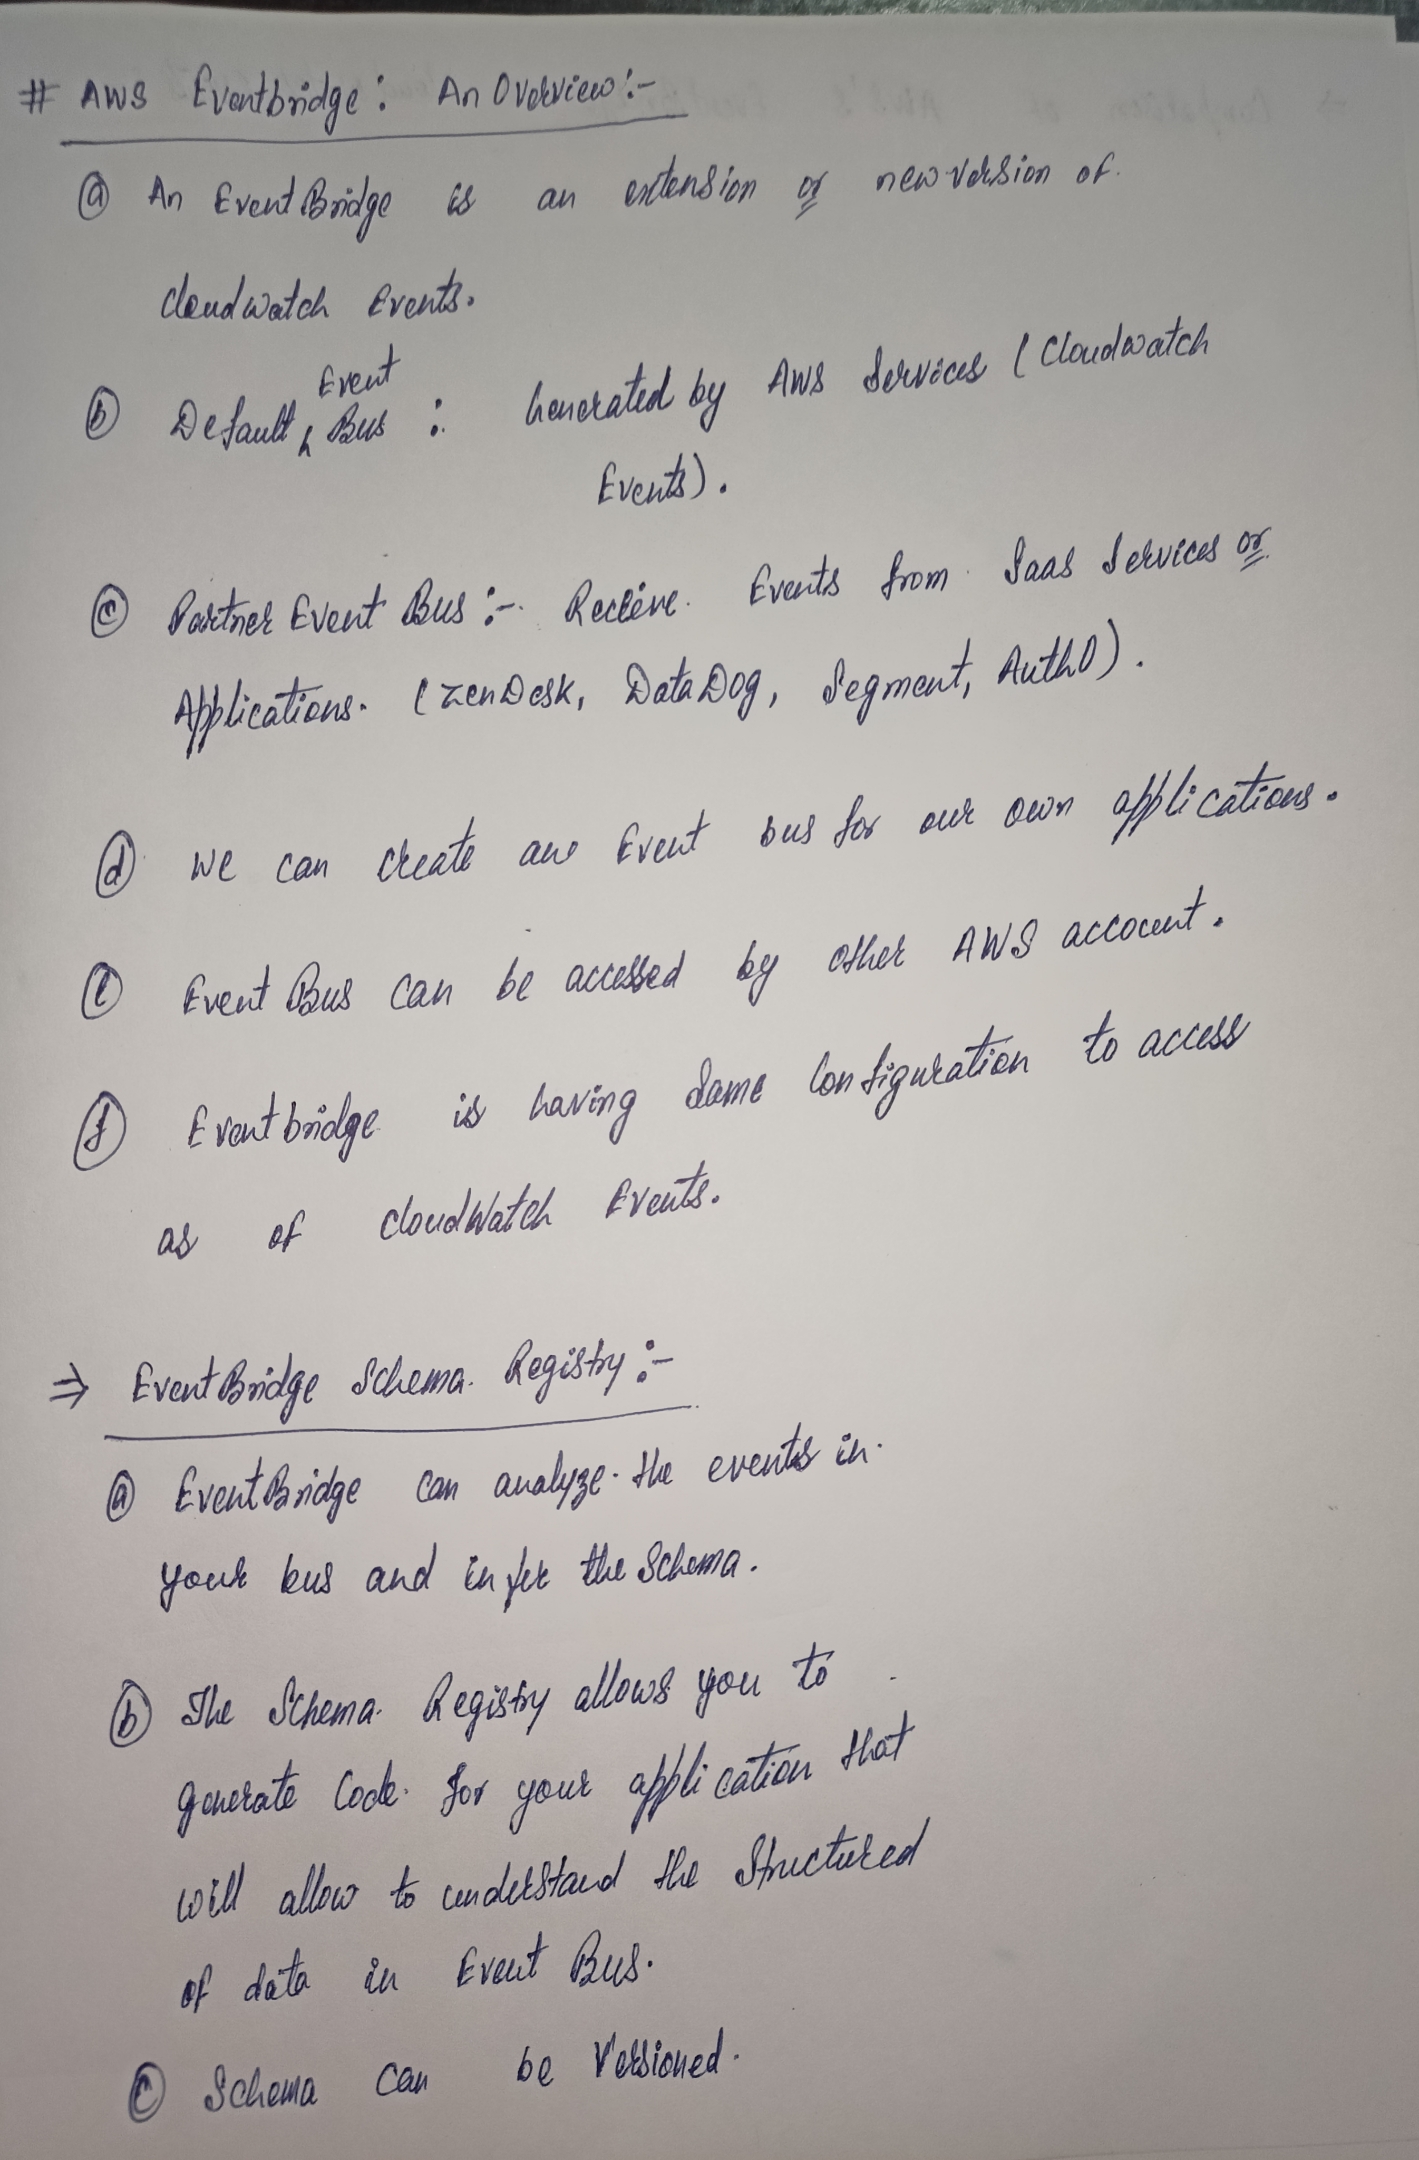 # AWS Eventbridge : An Overview :-
(a) An EventBridge is an extension or new version of
Cloudwatch Events.
(b) Default Event Bus : Generated by AWS Services ( Cloudwatch
Events ) .
(c) Partner Event Bus :- Receive Events from Saas Services or
Applications. ( ZenDesk, DataDog, Segment, Auth0 ) .
(d) We can create an Event bus for our own applications.
(e) Event Bus can be accessed by other AWS account .
(f) Eventbridge is having Same Configuration to access
as of CloudWatch Events.
⇒ EventBridge Schema Registry :-
(a) EventBridge can analyze the events in
your bus and infer the Schema .
(b) The Schema Registry allows you to
generate Code for your application that
will allow to understand the Structured
of data in Event Bus.
(c) Schema Can be Versioned.